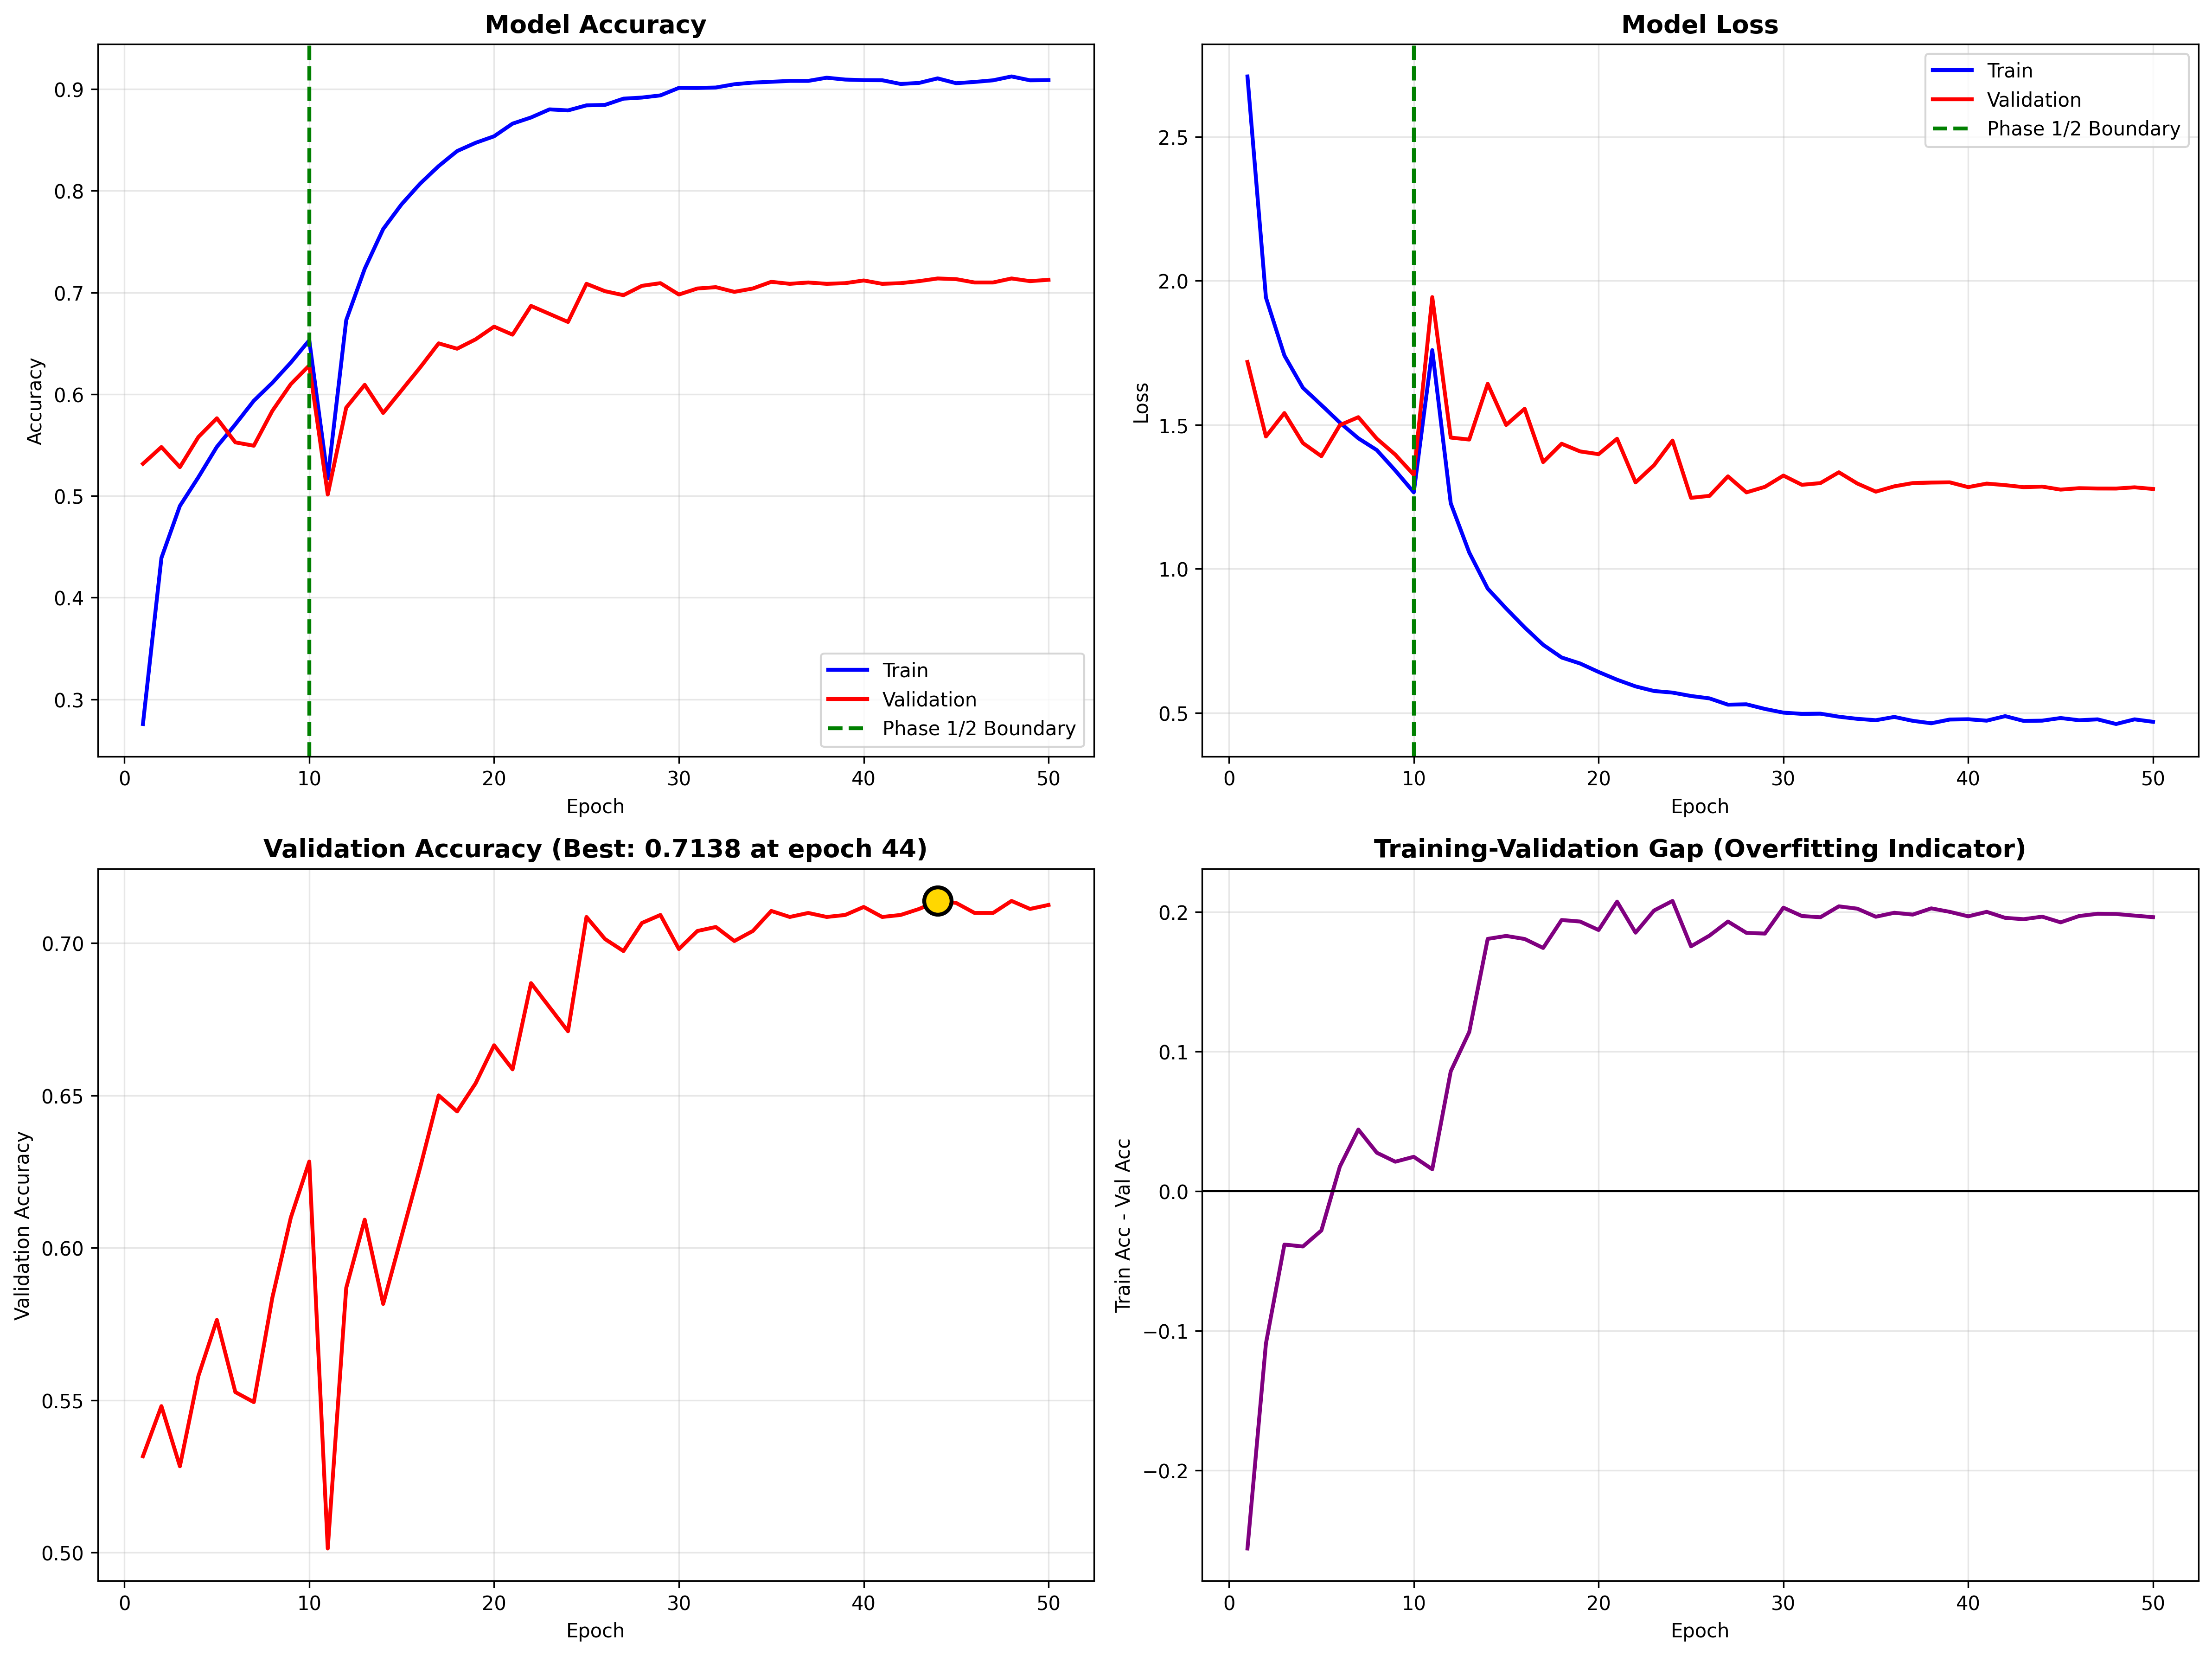 Model Accuracy
Accuracy
0.9
0.8
0.7
0.6
0.5
0.4
0.3
Train
Validation
Phase 1/2 Boundary
0 10 20 30 40 50
Epoch
Model Loss
Loss
2.5
2.0
1.5
1.0
0.5
Train
Validation
Phase 1/2 Boundary
0 10 20 30 40 50
Epoch
Validation Accuracy (Best: 0.7138 at epoch 44)
Validation Accuracy
0.70
0.65
0.60
0.55
0.50
0 10 20 30 40 50
Epoch
Training-Validation Gap (Overfitting Indicator)
Train Acc - Val Acc
0.2
0.1
0.0
−0.1
−0.2
0 10 20 30 40 50
Epoch